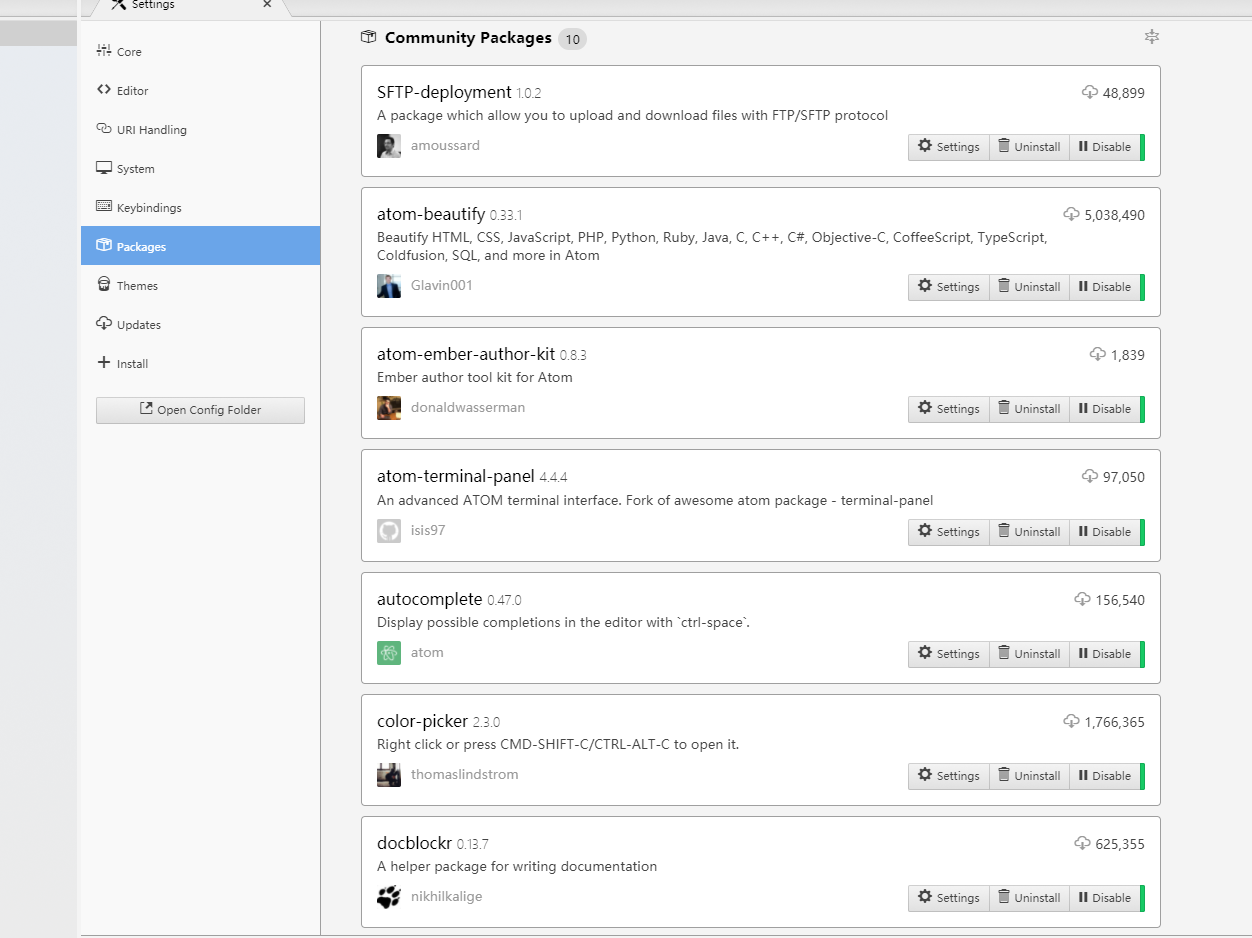 Settings
Core
Editor
URI Handling
System
Keybindings
Packages
Themes
Updates
Install
Open Config Folder
Community Packages 10
SFTP-deployment 1.0.2 48,899
A package which allow you to upload and download files with FTP/SFTP protocol
amoussard Settings Uninstall Disable
atom-beautify 0.33.1 5,038,490
Beautify HTML, CSS, JavaScript, PHP, Python, Ruby, Java, C, C++, C#, Objective-C, CoffeeScript, TypeScript,
Coldfusion, SQL, and more in Atom
Glavin001 Settings Uninstall Disable
atom-ember-author-kit 0.8.3 1,839
Ember author tool kit for Atom
donaldwasserman Settings Uninstall Disable
atom-terminal-panel 4.4.4 97,050
An advanced ATOM terminal interface. Fork of awesome atom package - terminal-panel
isis97 Settings Uninstall Disable
autocomplete 0.47.0 156,540
Display possible completions in the editor with `ctrl-space`.
atom Settings Uninstall Disable
color-picker 2.3.0 1,766,365
Right click or press CMD-SHIFT-C/CTRL-ALT-C to open it.
thomaslindstrom Settings Uninstall Disable
docblockr 0.13.7 625,355
A helper package for writing documentation
nikhilkalige Settings Uninstall Disable